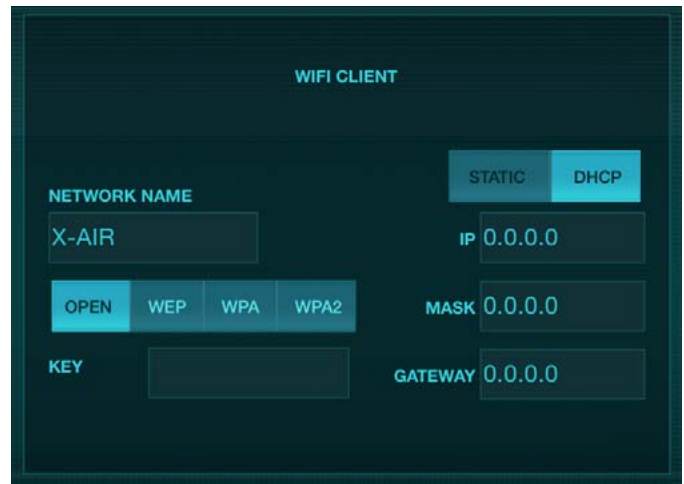 WIFI CLIENT
STATIC DHCP
NETWORK NAME
X-AIR
IP 0.0.0.0
OPEN WEP WPA WPA2
MASK 0.0.0.0
KEY
GATEWAY 0.0.0.0